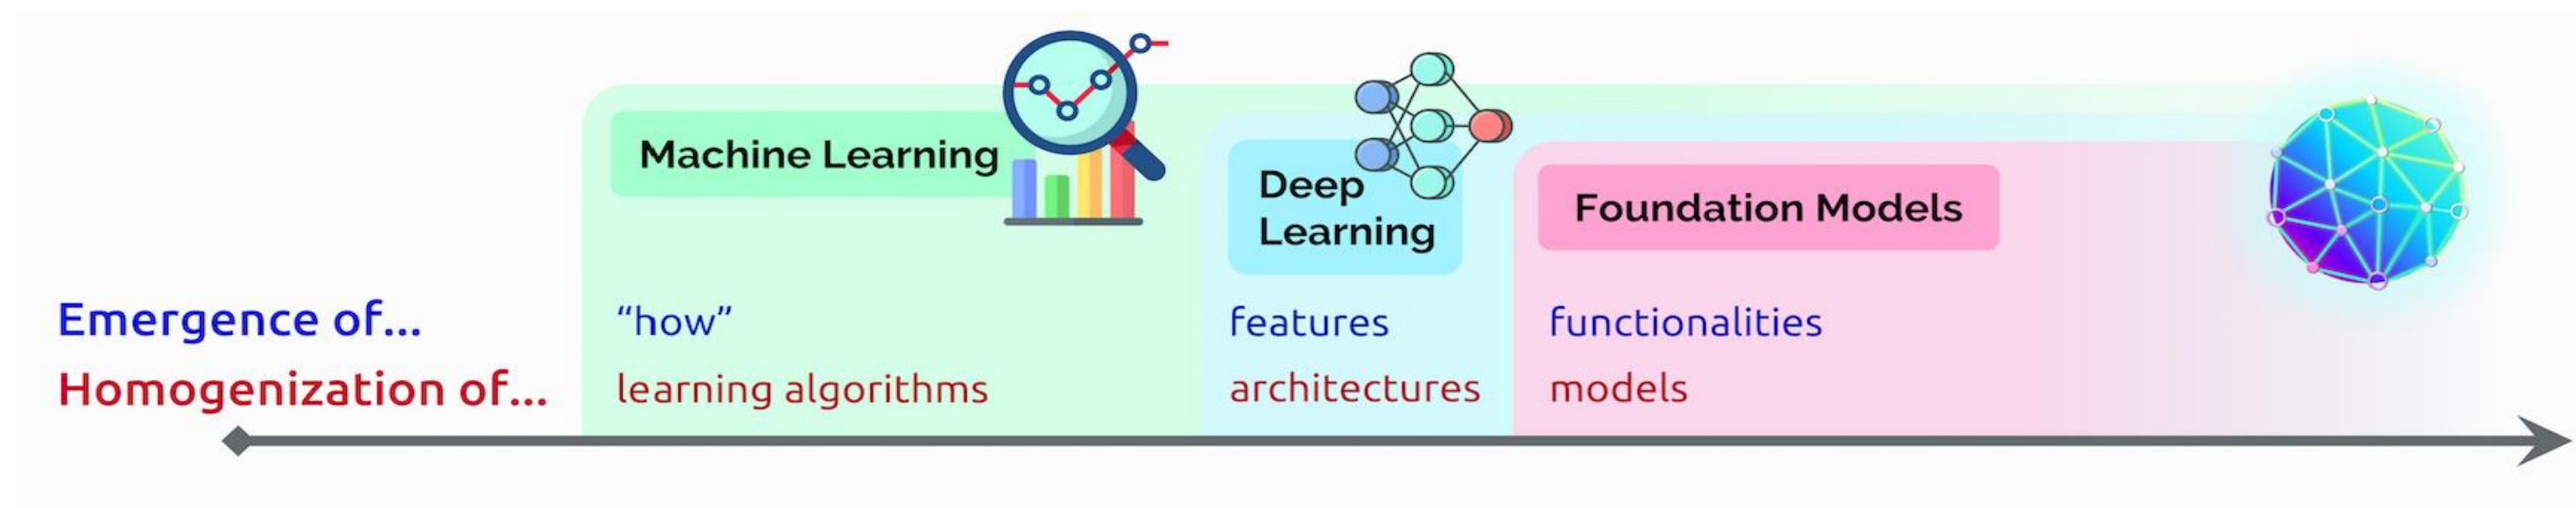 Machine Learning
Deep
Learning
Foundation Models
Emergence of...
“how”
features
functionalities
Homogenization of...
learning algorithms
architectures
models